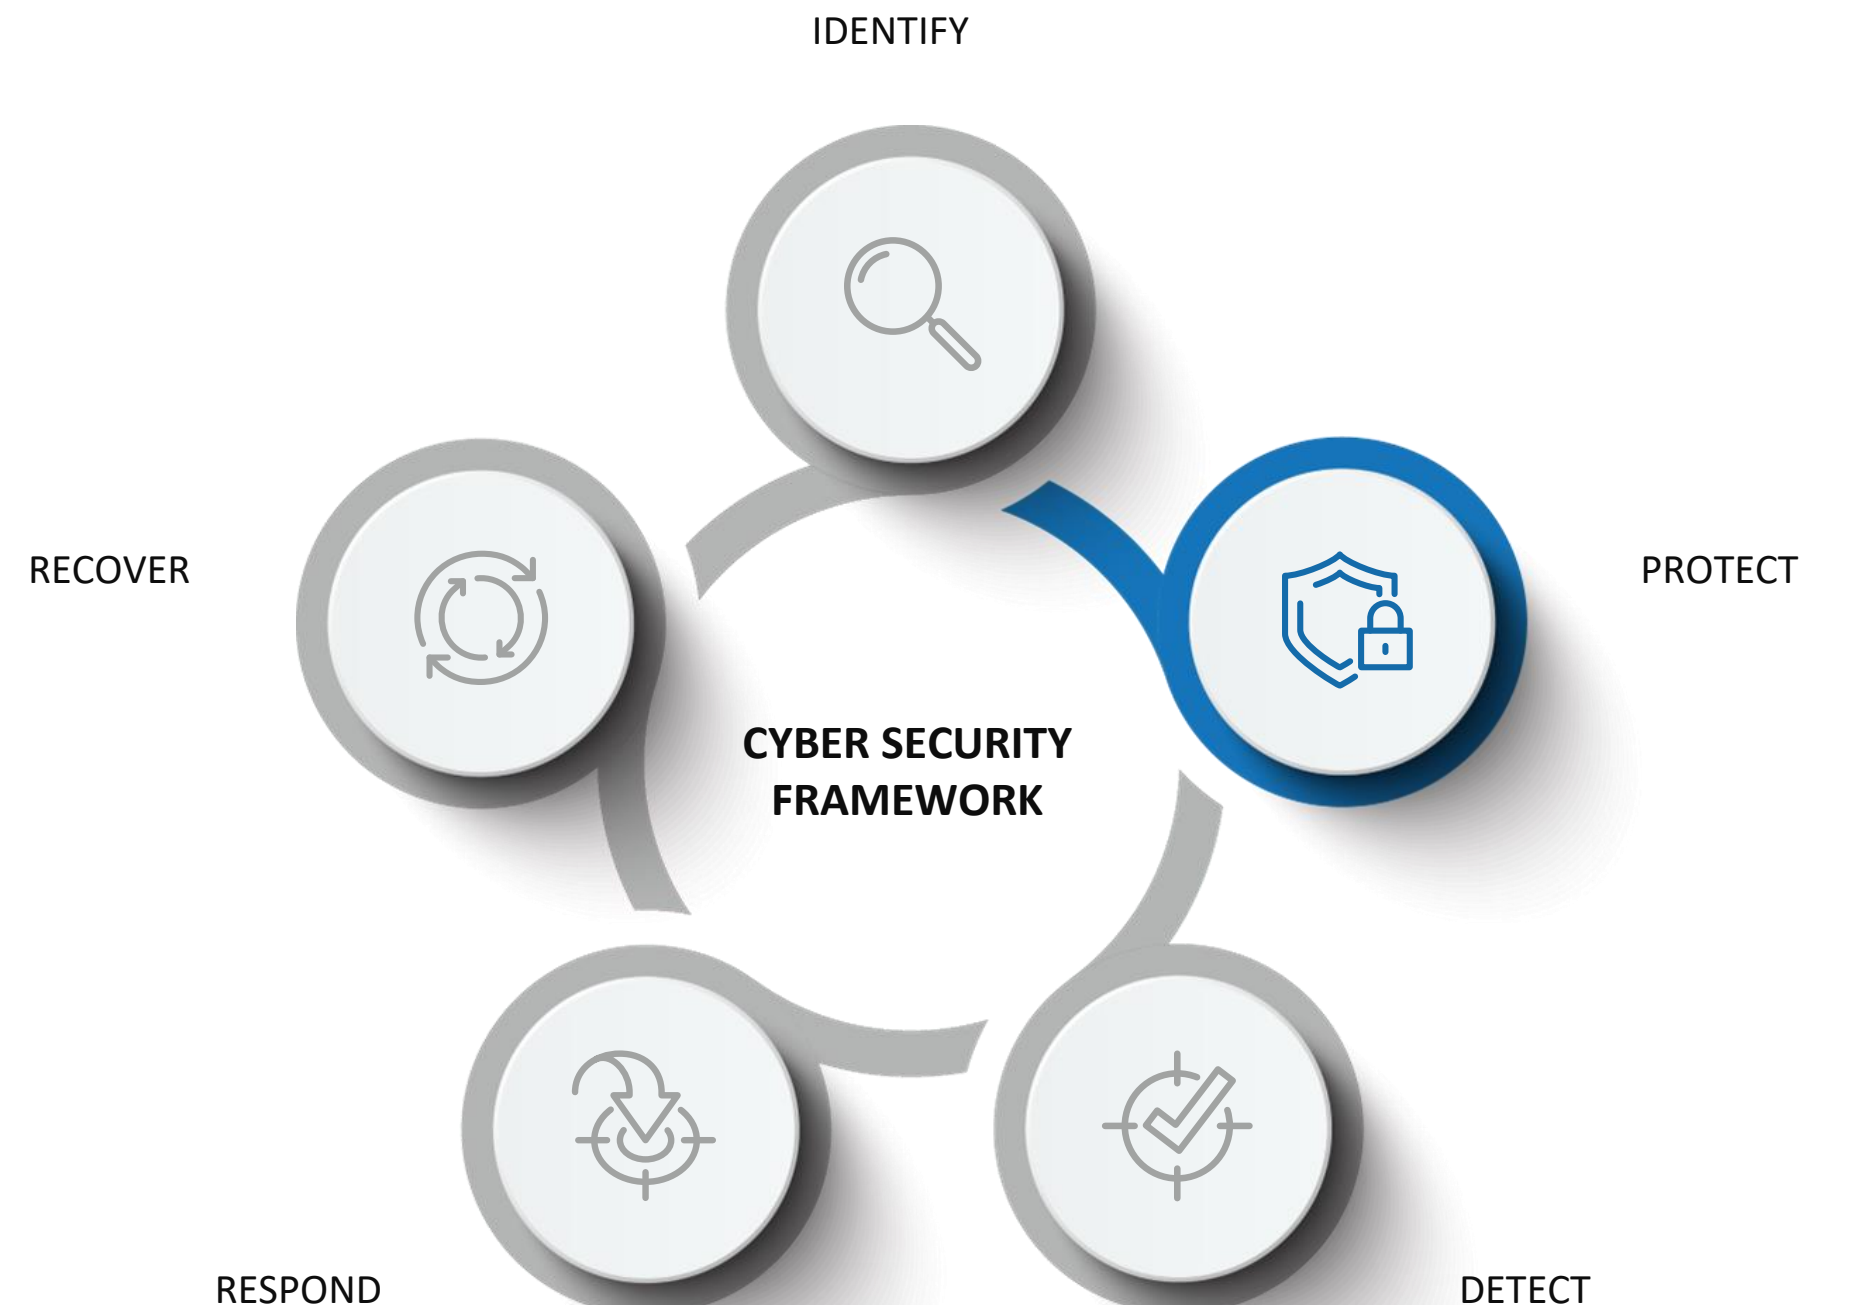 IDENTIFY
RECOVER
PROTECT
CYBER SECURITY
FRAMEWORK
RESPOND
DETECT